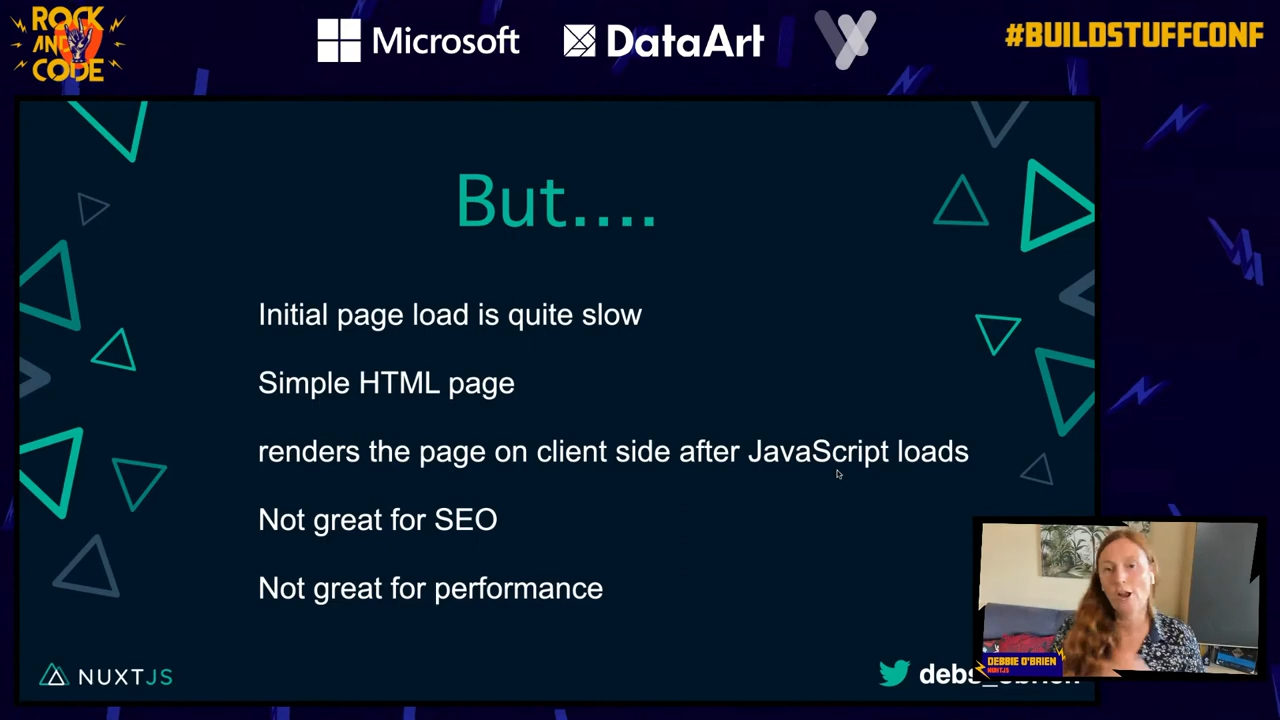 ROCK
AND
CODE
Microsoft
DataArt
#BUILDSTUFFCONF
But....
Initial page load is quite slow
Simple HTML page
renders the page on client side after JavaScript loads
Not great for SEO
Not great for performance
NUXTJS
DEBBIE O'BRIEN
NUXTJS